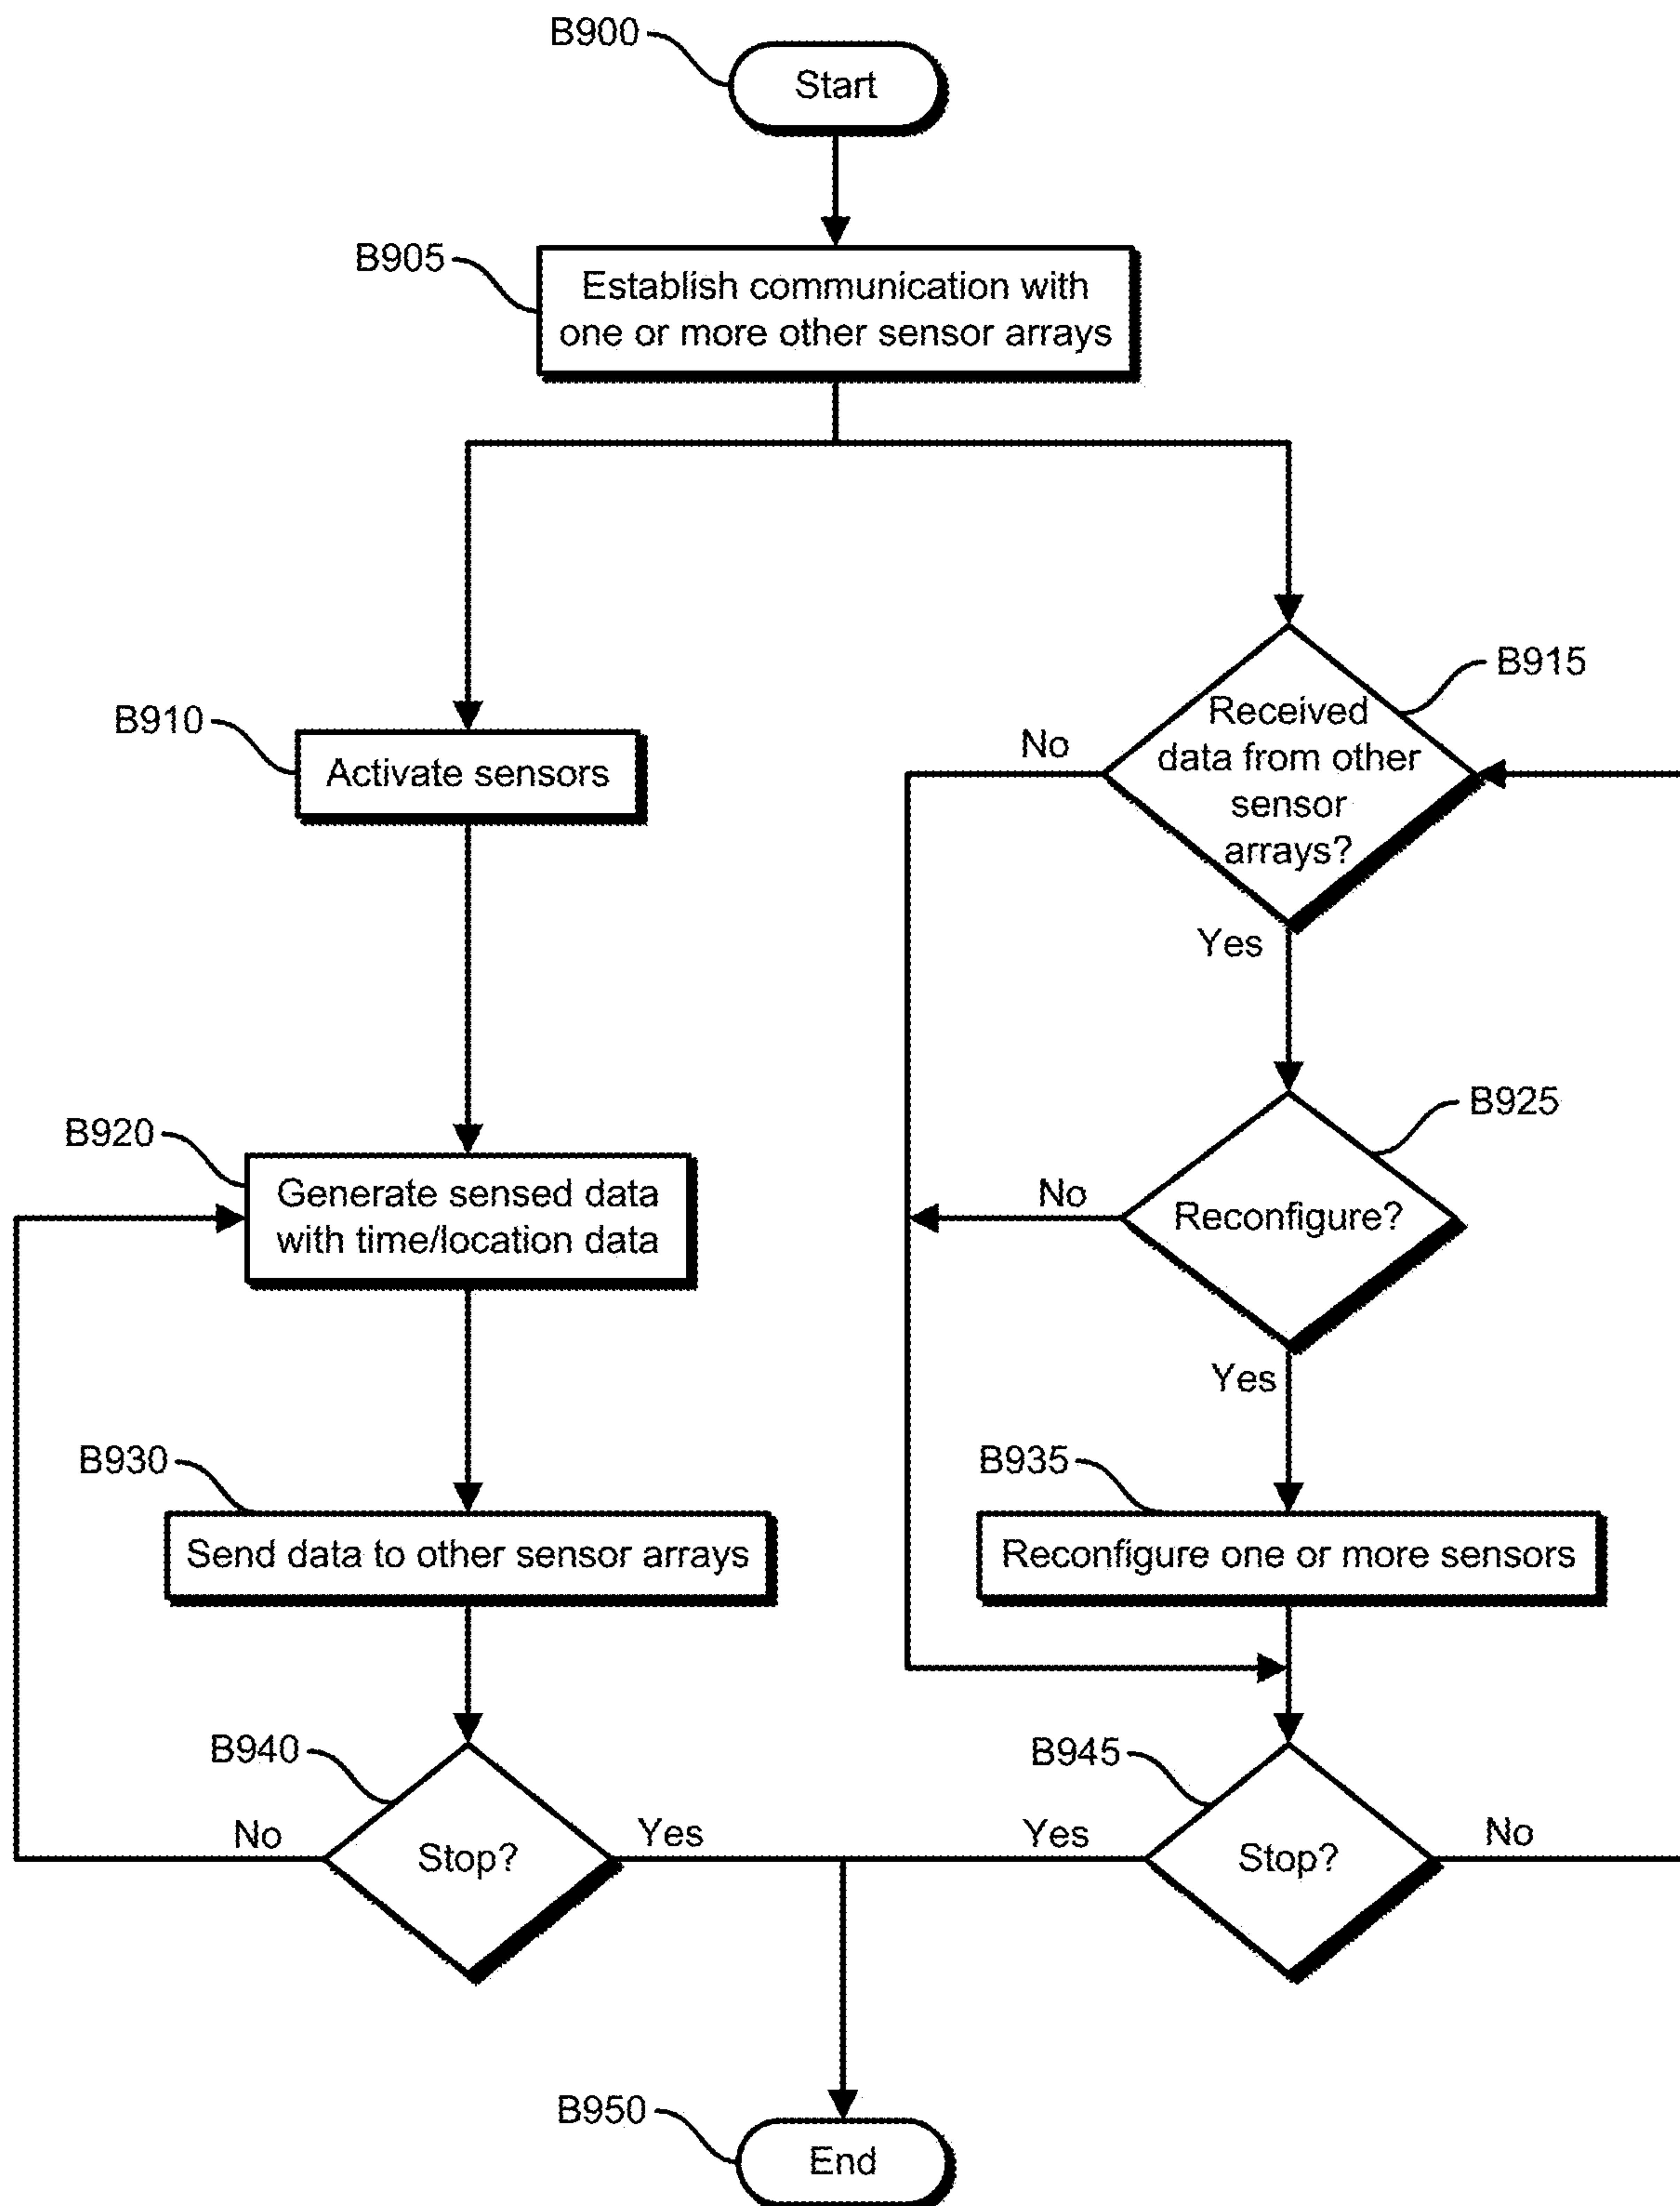 B900
Start
B905
Establish communication with
one or more other sensor arrays
B910
Activate sensors
B915
Received
data from other
sensor
arrays?
No
Yes
B920
Generate sensed data
with time/location data
B925
Reconfigure?
No
Yes
B930
Send data to other sensor arrays
B935
Reconfigure one or more sensors
B940
Stop?
No
Yes
B945
Stop?
Yes
No
B950
End